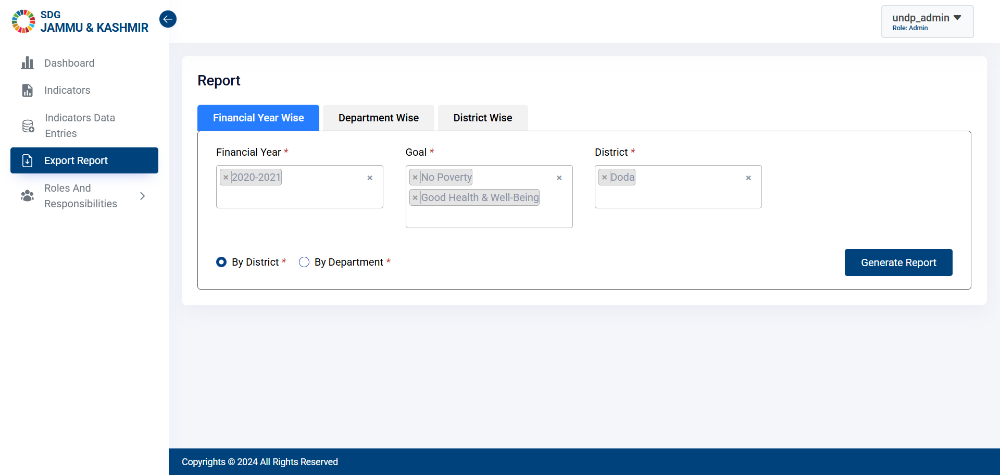 SDG
JAMMU & KASHMIR
undp_admin
Role: Admin
Dashboard
Indicators
Indicators Data
Entries
Export Report
Roles And
Responsibilities
Report
Financial Year Wise
Department Wise
District Wise
Financial Year *
Goal *
District *
× 2020-2021 ×
× No Poverty ×
× Good Health & Well-Being
× Doda ×
By District *
By Department *
Generate Report
Copyrights © 2024 All Rights Reserved